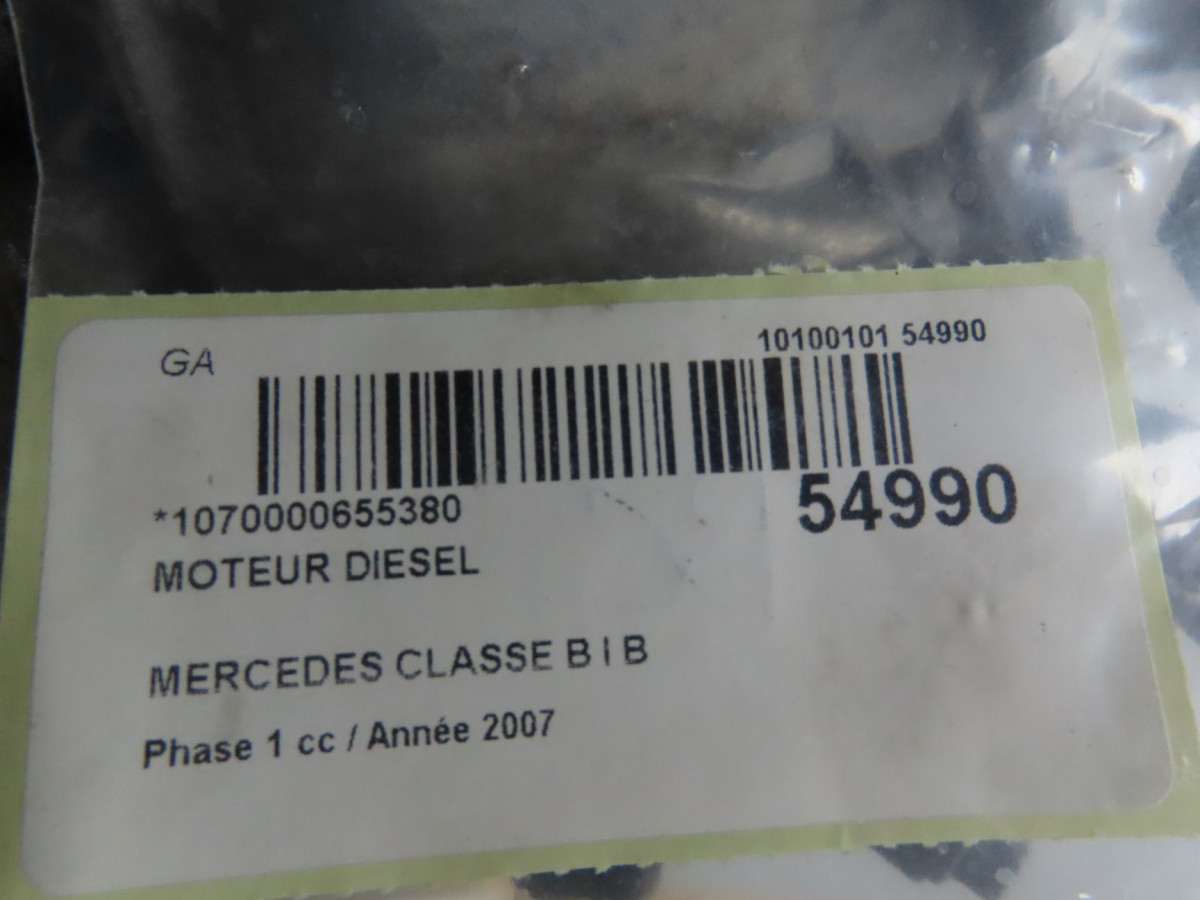 GA
10100101 54990
*1070000655380
54990
MOTEUR DIESEL
MERCEDES CLASSE B I B
Phase 1 cc / Année 2007